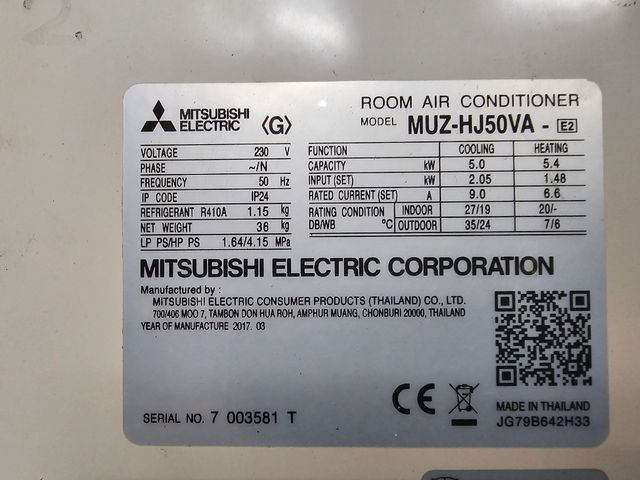 MITSUBISHI ELECTRIC ⟨G⟩
ROOM AIR CONDITIONER
MODEL MUZ-HJ50VA - E2
VOLTAGE 230 V
PHASE ~/N
FREQUENCY 50 Hz
IP CODE IP24
REFRIGERANT R410A 1.15 kg
NET WEIGHT 36 kg
LP PS/HP PS 1.64/4.15 MPa
FUNCTION COOLING HEATING
CAPACITY kW 5.0 5.4
INPUT (SET) kW 2.05 1.48
RATED CURRENT (SET) A 9.0 6.6
RATING CONDITION INDOOR 27/19 20/-
DB/WB °C OUTDOOR 35/24 7/6
MITSUBISHI ELECTRIC CORPORATION
Manufactured by :
MITSUBISHI ELECTRIC CONSUMER PRODUCTS (THAILAND) CO., LTD.
700/406 MOO 7, TAMBON DON HUA ROH, AMPHUR MUANG, CHONBURI 20000, THAILAND
YEAR OF MANUFACTURE 2017. 03
CE
SERIAL NO. 7 003581 T
MADE IN THAILAND
JG79B642H33